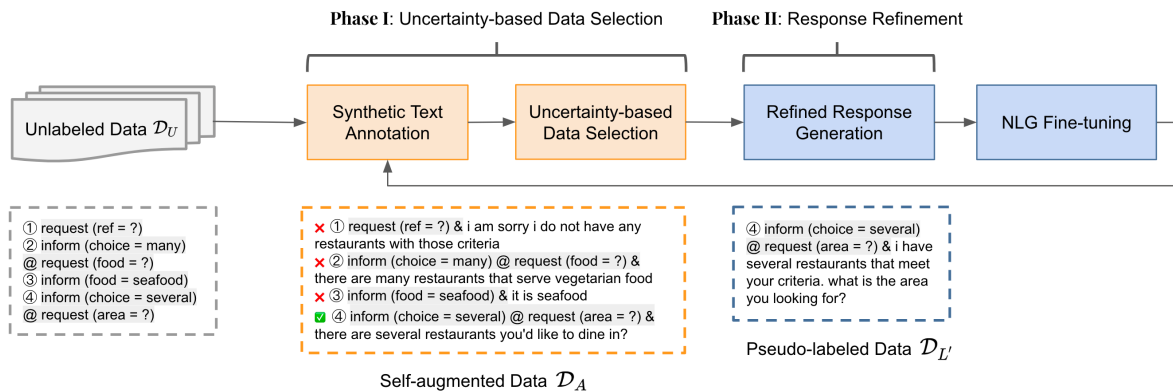 Phase I: Uncertainty-based Data Selection
Phase II: Response Refinement
Unlabeled Data 𝒟_U
Synthetic Text
Annotation
Uncertainty-based
Data Selection
Refined Response
Generation
NLG Fine-tuning
① request (ref = ?)
② inform (choice = many)
@ request (food = ?)
③ inform (food = seafood)
④ inform (choice = several)
@ request (area = ?)
❌ ① request (ref = ?) & i am sorry i do not have any
restaurants with those criteria
❌ ② inform (choice = many) @ request (food = ?) &
there are many restaurants that serve vegetarian food
❌ ③ inform (food = seafood) & it is seafood
✅ ④ inform (choice = several) @ request (area = ?) &
there are several restaurants you'd like to dine in?
Self-augmented Data 𝒟_A
④ inform (choice = several)
@ request (area = ?) & i have
several restaurants that meet
your criteria. what is the area
you looking for?
Pseudo-labeled Data 𝒟_L'